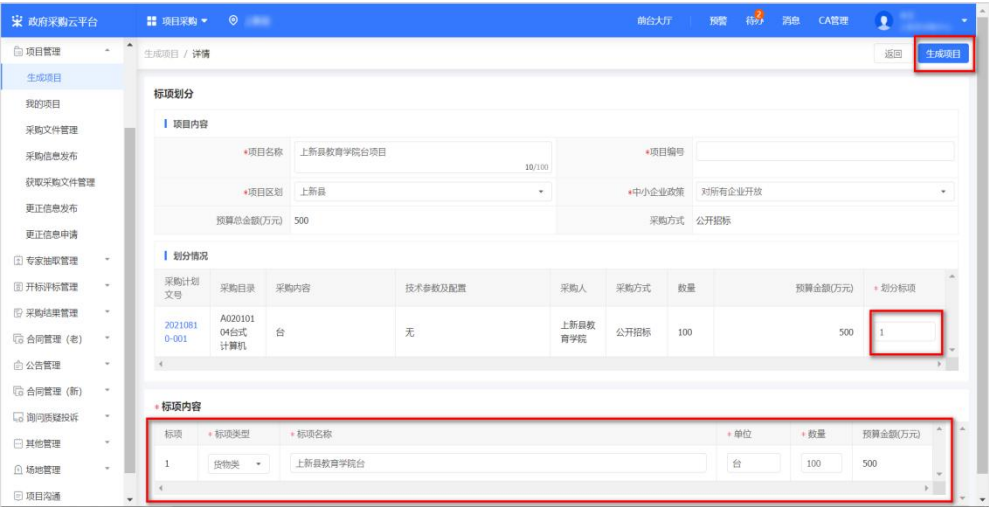 政府采购云平台
项目采购
前台大厅 预警 待办 2 消息 CA管理
项目管理
生成项目
我的项目
采购文件管理
采购信息发布
获取采购文件管理
更正信息发布
更正信息申请
专家抽取管理
开标评标管理
采购结果管理
合同管理（老）
公告管理
合同管理（新）
询问质疑投诉
其他管理
场地管理
项目沟通
生成项目 / 详情
返回 生成项目
标项划分
项目内容
*项目名称 上新县教育学院台项目
10/100
*项目编号
*项目区划 上新县 *中小企业政策 对所有企业开放
预算总金额(万元) 500 采购方式 公开招标
划分情况
采购计划文号 采购目录 采购内容 技术参数及配置 采购人 采购方式 数量 预算金额(万元) * 划分标项
20210810-001 A02010104台式计算机 台 无 上新县教育学院 公开招标 100 500 1
* 标项内容
标项 * 标项类型 * 标项名称 * 单位 * 数量 预算金额(万元)
1 货物类 上新县教育学院台 台 100 500